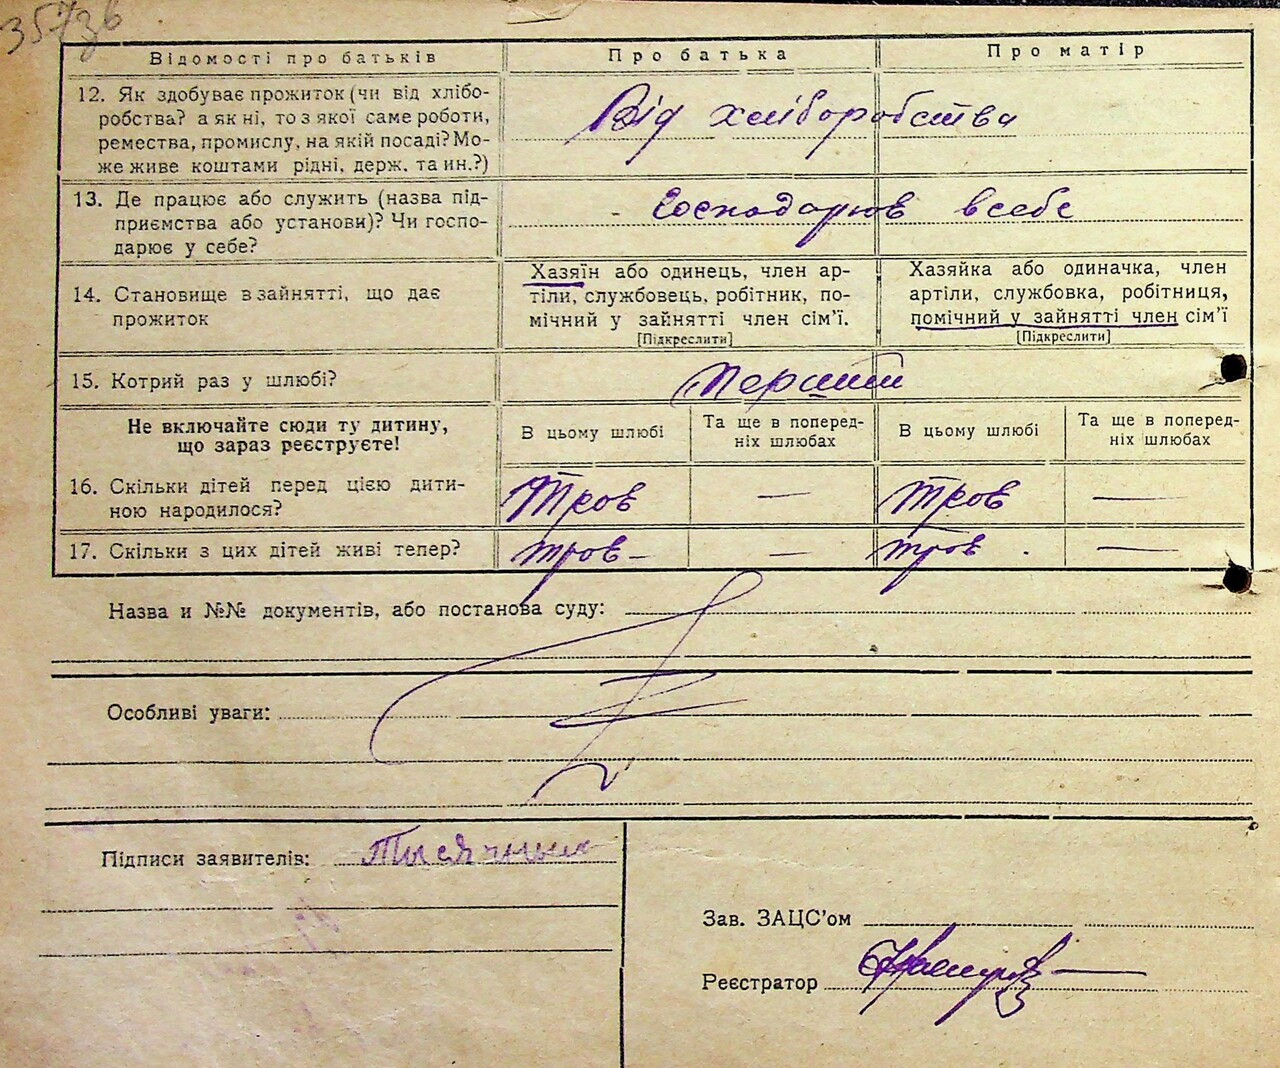 357зв
Відомості про батьків
Про батька
Про матір
12. Як здобуває прожиток (чи від хлібо-
робства? а як ні, то з якої саме роботи,
ремества, промислу, на якій посаді? Мо-
же живе коштами рідні, держ. та ин.?)
Від хліборобства
13. Де працює або служить (назва під-
приємства або установи)? Чи госпо-
дарює у себе?
Господарює в себе
14. Становище в зайнятті, що дає
прожиток
Хазяїн або одинець, член ар-
тіли, службовець, робітник, по-
мічний у зайнятті член сім'ї.
[Підкреслити]
Хазяйка або одиначка, член
артіли, службовка, робітниця,
помічний у зайнятті член сім'ї
[Підкреслити]
15. Котрий раз у шлюбі?
Перший
Не включайте сюди ту дитину,
що зараз реєструєте!
В цьому шлюбі
Та ще в поперед-
ніх шлюбах
В цьому шлюбі
Та ще в поперед-
ніх шлюбах
16. Скільки дітей перед цією дити-
ною народилося?
Троє — Троє —
17. Скільки з цих дітей живі тепер?
троє — — троє —
Назва и №№ документів, або постанова суду:
Особливі уваги:
Підписи заявителів: Тисячник
Зав. ЗАЦС'ом
Реєстратор